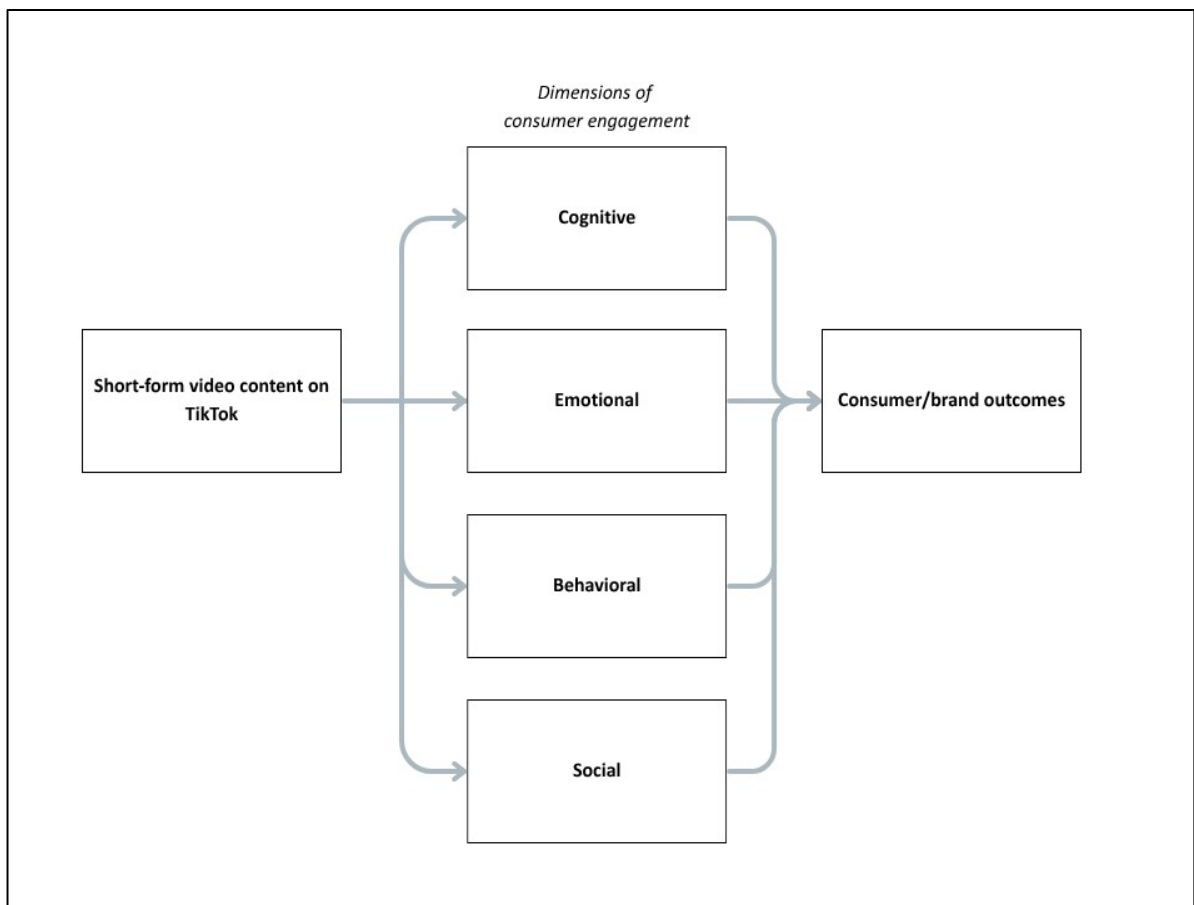 Dimensions of
consumer engagement
Cognitive
Short-form video content on
TikTok
Emotional
Consumer/brand outcomes
Behavioral
Social